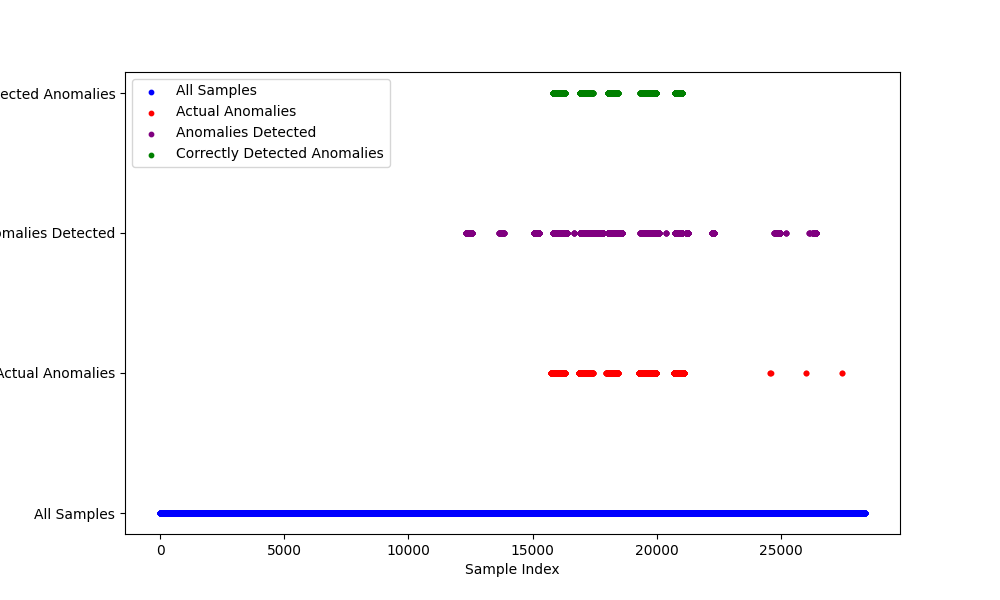 All Samples
Actual Anomalies
Anomalies Detected
Correctly Detected Anomalies
ected Anomalies
omalies Detected
Actual Anomalies
All Samples
0 5000 10000 15000 20000 25000
Sample Index